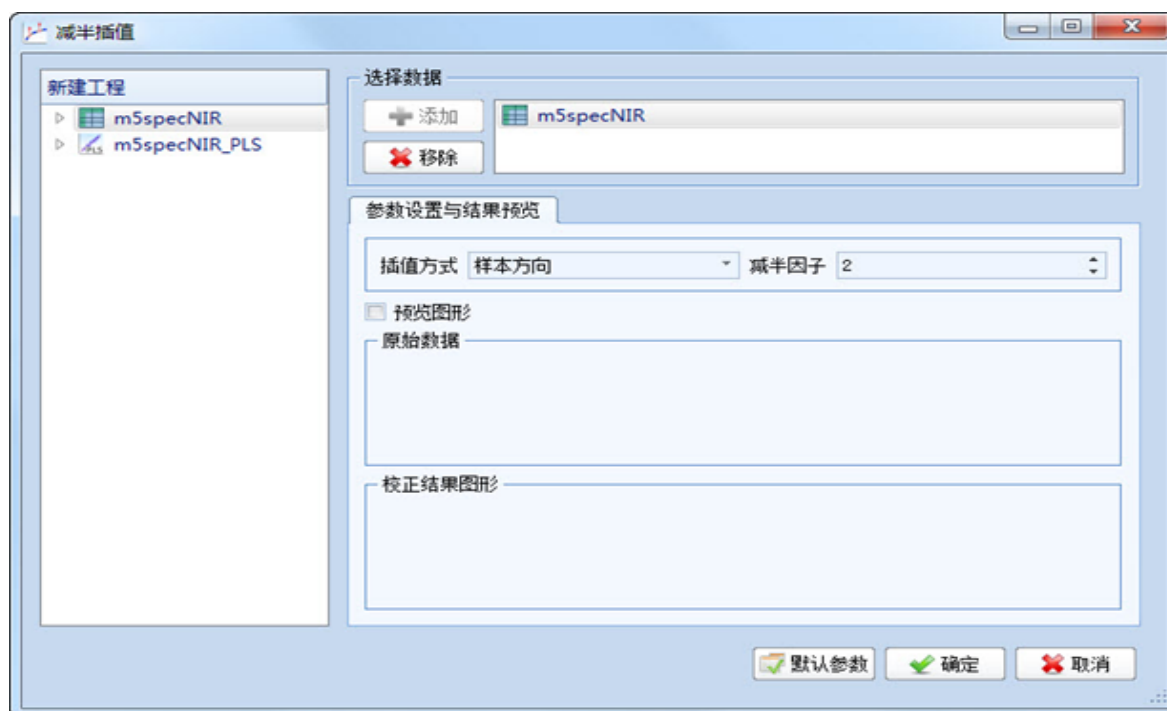 减半插值
新建工程
m5specNIR
m5specNIR_PLS
选择数据
添加
移除
m5specNIR
参数设置与结果预览
插值方式 样本方向 减半因子 2
预览图形
原始数据
校正结果图形
默认参数 确定 取消